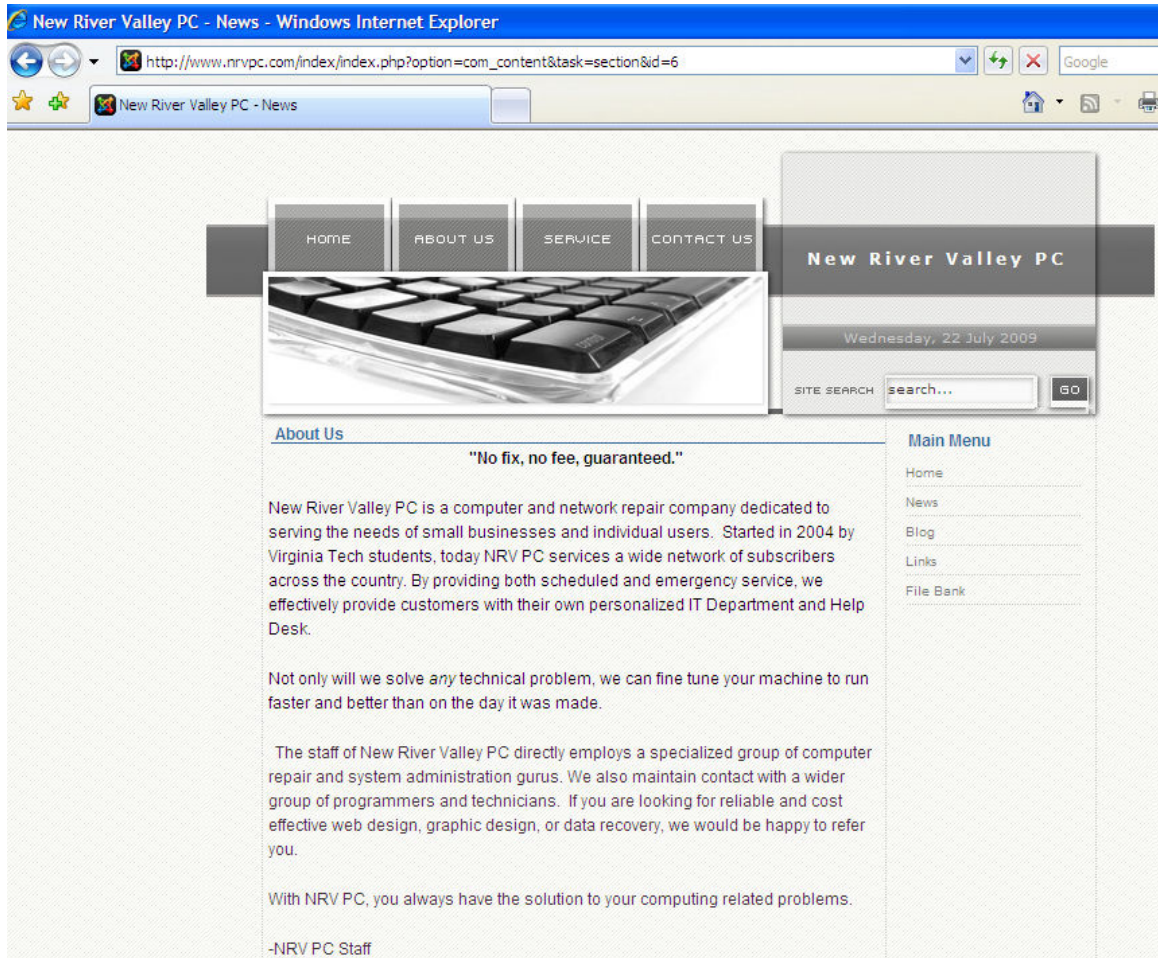 New River Valley PC - News - Windows Internet Explorer
http://www.nrvpc.com/index/index.php?option=com_content&task=section&id=6
Google
New River Valley PC - News
HOME
ABOUT US
SERVICE
CONTACT US
New River Valley PC
Wednesday, 22 July 2009
SITE SEARCH
search...
GO
About Us
"No fix, no fee, guaranteed."
New River Valley PC is a computer and network repair company dedicated to
serving the needs of small businesses and individual users.  Started in 2004 by
Virginia Tech students, today NRV PC services a wide network of subscribers
across the country. By providing both scheduled and emergency service, we
effectively provide customers with their own personalized IT Department and Help
Desk.
Not only will we solve any technical problem, we can fine tune your machine to run
faster and better than on the day it was made.
The staff of New River Valley PC directly employs a specialized group of computer
repair and system administration gurus. We also maintain contact with a wider
group of programmers and technicians.  If you are looking for reliable and cost
effective web design, graphic design, or data recovery, we would be happy to refer
you.
With NRV PC, you always have the solution to your computing related problems.
-NRV PC Staff
Main Menu
Home
News
Blog
Links
File Bank